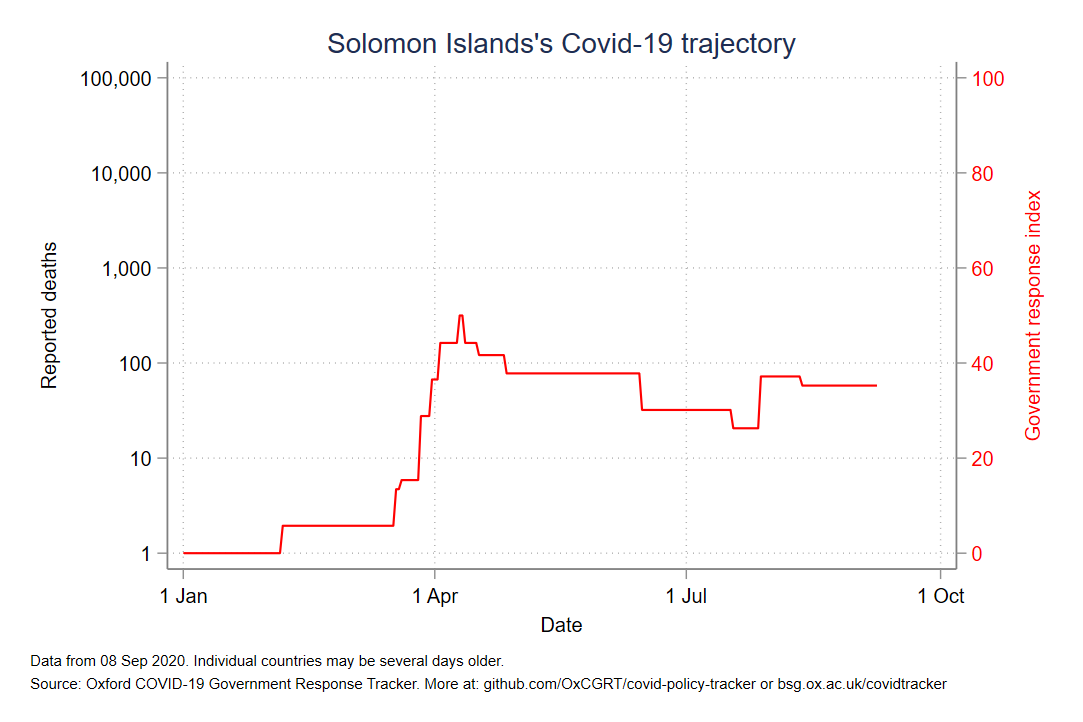 Solomon Islands's Covid-19 trajectory
100,000
10,000
1,000
100
10
1
Reported deaths
100
80
60
40
20
0
Government response index
1 Jan
1 Apr
1 Jul
1 Oct
Date
Data from 08 Sep 2020. Individual countries may be several days older.
Source: Oxford COVID-19 Government Response Tracker. More at: github.com/OxCGRT/covid-policy-tracker or bsg.ox.ac.uk/covidtracker